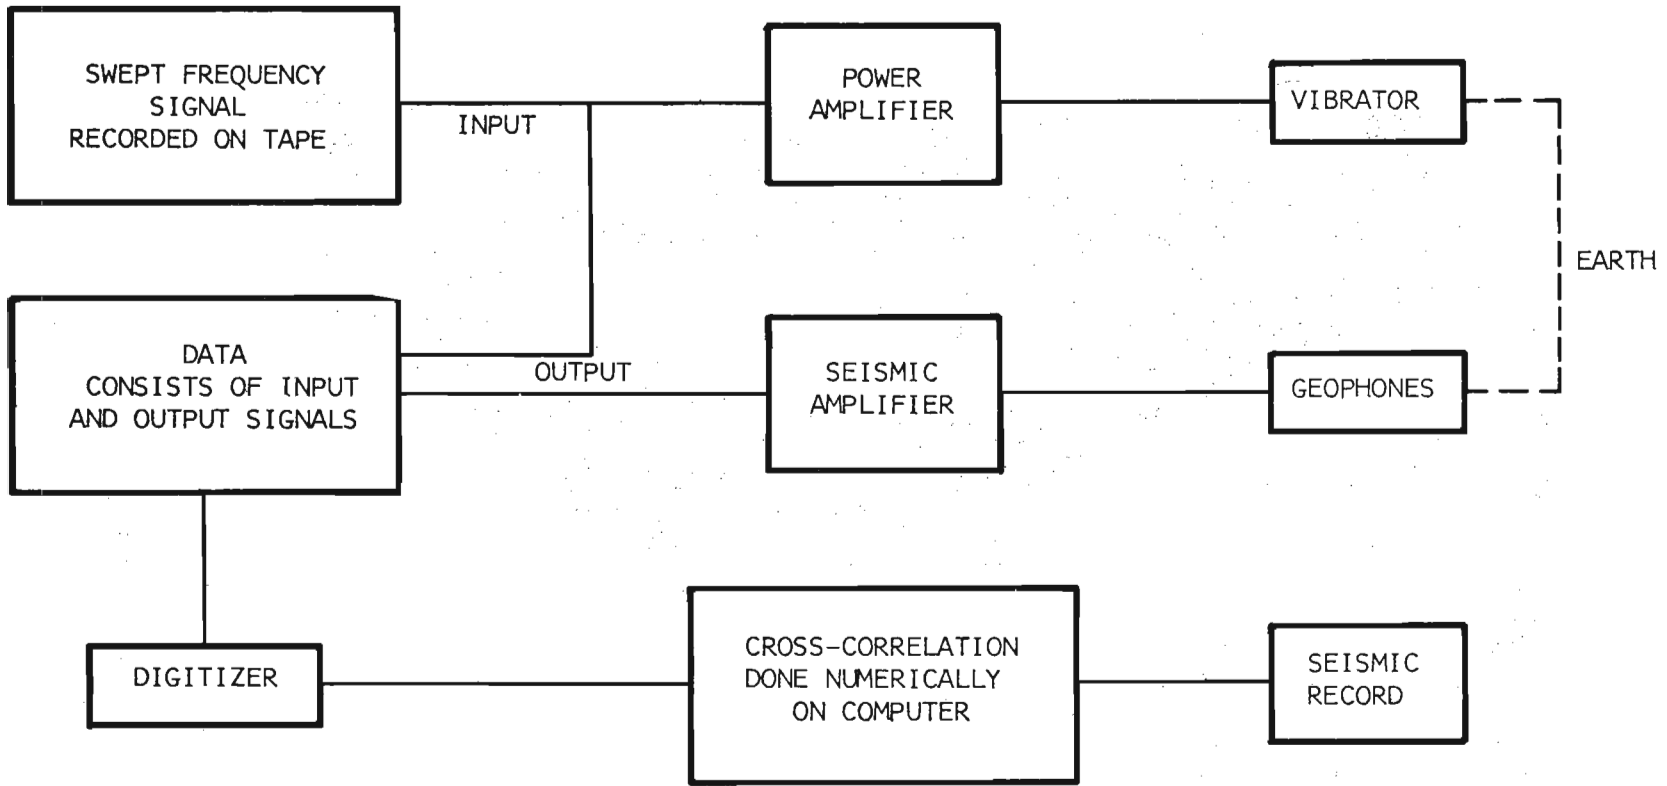 SWEPT FREQUENCY
SIGNAL
RECORDED ON TAPE
INPUT
POWER
AMPLIFIER
VIBRATOR
EARTH
DATA
CONSISTS OF INPUT
AND OUTPUT SIGNALS
OUTPUT
SEISMIC
AMPLIFIER
GEOPHONES
DIGITIZER
CROSS-CORRELATION
DONE NUMERICALLY
ON COMPUTER
SEISMIC
RECORD